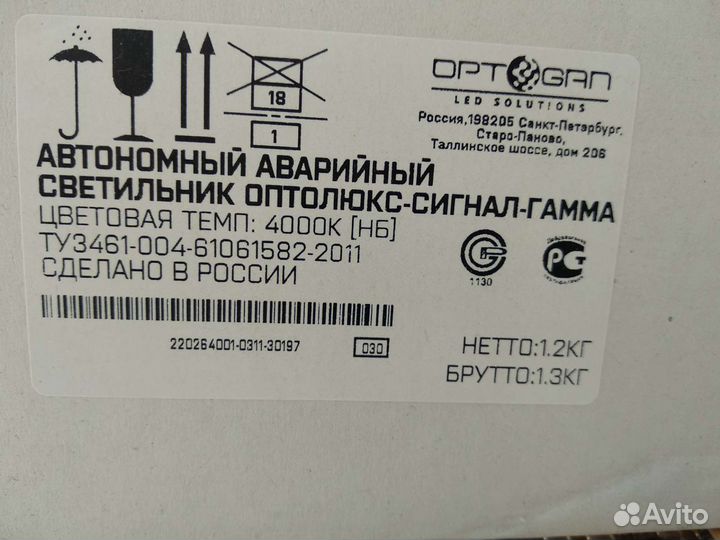 18
1
OPTOGAN
LED SOLUTIONS
Россия,198205 Санкт-Петербург,
Старо-Паново,
Таллинское шоссе, дом 206
АВТОНОМНЫЙ АВАРИЙНЫЙ
СВЕТИЛЬНИК ОПТОЛЮКС-СИГНАЛ-ГАММА
ЦВЕТОВАЯ ТЕМП: 4000К [НБ]
ТУ3461-004-61061582-2011
СДЕЛАНО В РОССИИ
1130
РСТ
220264001-0311-30197
030
НЕТТО:1.2КГ
БРУТТО:1.3КГ
Avito